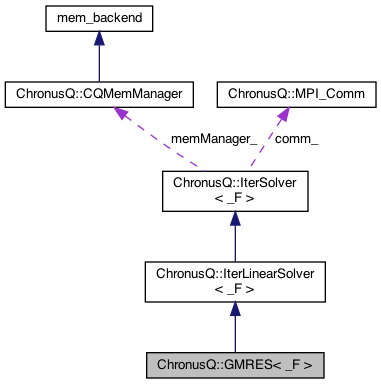 mem_backend
ChronusQ::CQMemManager
ChronusQ::MPI_Comm
memManager_
comm_
ChronusQ::IterSolver
< _F >
ChronusQ::IterLinearSolver
< _F >
ChronusQ::GMRES< _F >